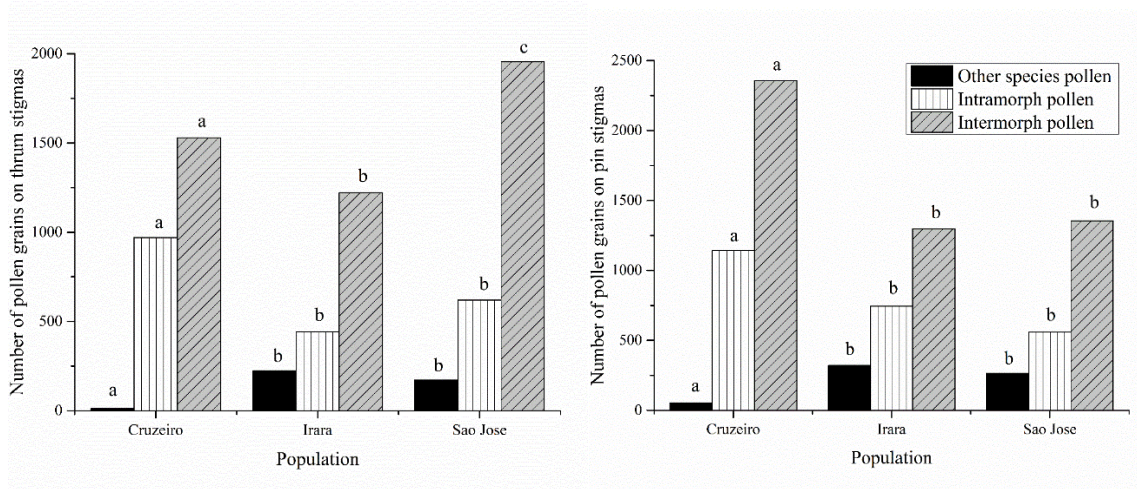 Number of pollen grains on thrum stigmas
2000
1500
1000
500
0
a
a
a
b
b
b
b
b
c
Cruzeiro
Irara
Sao Jose
Population
Number of pollen grains on pin stigmas
2500
2000
1500
1000
500
0
Other species pollen
Intramorph pollen
Intermorph pollen
a
a
a
b
b
b
b
b
b
Cruzeiro
Irara
Sao Jose
Population